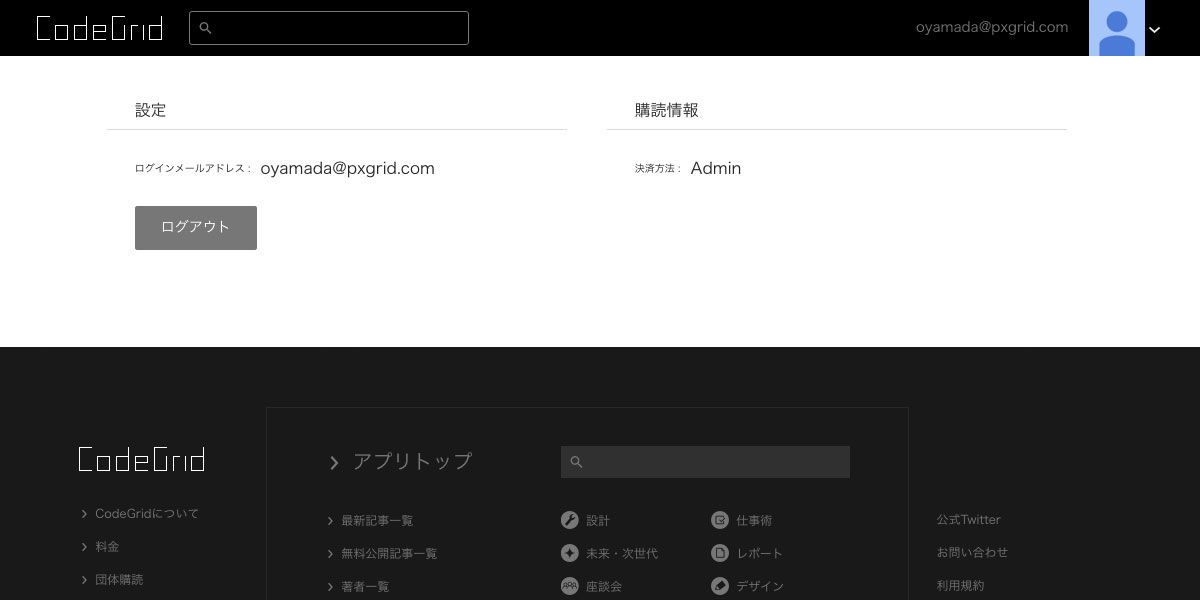 CodeGrid
oyamada@pxgrid.com
設定
購読情報
ログインメールアドレス : oyamada@pxgrid.com
決済方法 : Admin
ログアウト
CodeGrid
アプリトップ
CodeGridについて
料金
団体購読
最新記事一覧
無料公開記事一覧
著者一覧
設計
未来・次世代
座談会
仕事術
レポート
デザイン
公式Twitter
お問い合わせ
利用規約